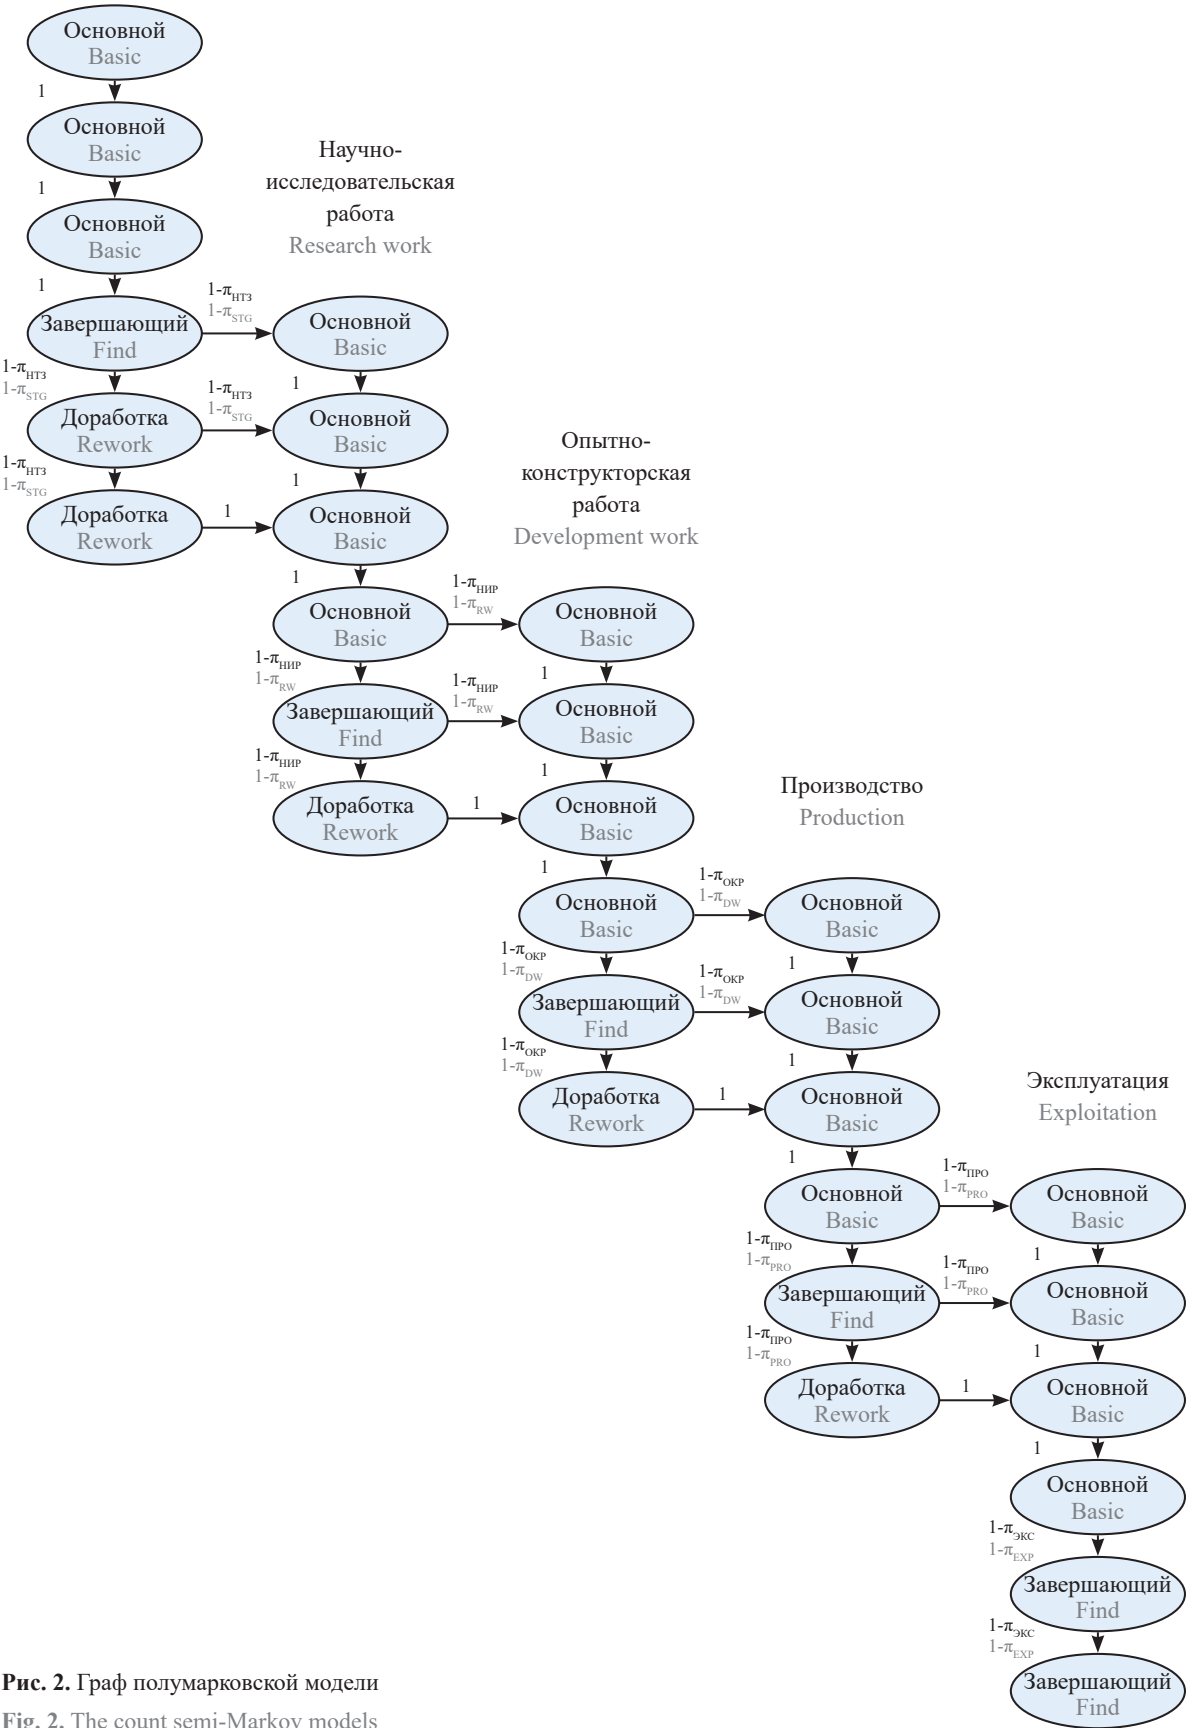 Основной
Basic
1
Основной
Basic
1
Основной
Basic
1
Завершающий
Find
1-πНТЗ
1-πSTG
1-πНТЗ
1-πSTG
Доработка
Rework
1-πНТЗ
1-πSTG
1-πНТЗ
1-πSTG
Доработка
Rework
1
Научно-
исследовательская
работа
Research work
Основной
Basic
1
Основной
Basic
1
Основной
Basic
1
Основной
Basic
1-πНИР
1-πRW
1-πНИР
1-πRW
Завершающий
Find
1-πНИР
1-πRW
1-πНИР
1-πRW
Доработка
Rework
1
Опытно-
конструкторская
работа
Development work
Основной
Basic
1
Основной
Basic
1
Основной
Basic
1
Основной
Basic
1-πОКР
1-πDW
1-πОКР
1-πDW
Завершающий
Find
1-πОКР
1-πDW
1-πОКР
1-πDW
Доработка
Rework
1
Производство
Production
Основной
Basic
1
Основной
Basic
1
Основной
Basic
1
Основной
Basic
1-πПРО
1-πPRO
1-πПРО
1-πPRO
Завершающий
Find
1-πПРО
1-πPRO
1-πПРО
1-πPRO
Доработка
Rework
1
Эксплуатация
Exploitation
Основной
Basic
1
Основной
Basic
1
Основной
Basic
1
Основной
Basic
1-πЭКС
1-πEXP
Завершающий
Find
1-πЭКС
1-πEXP
Завершающий
Find
Рис. 2. Граф полумарковской модели
Fig. 2. The count semi-Markov models